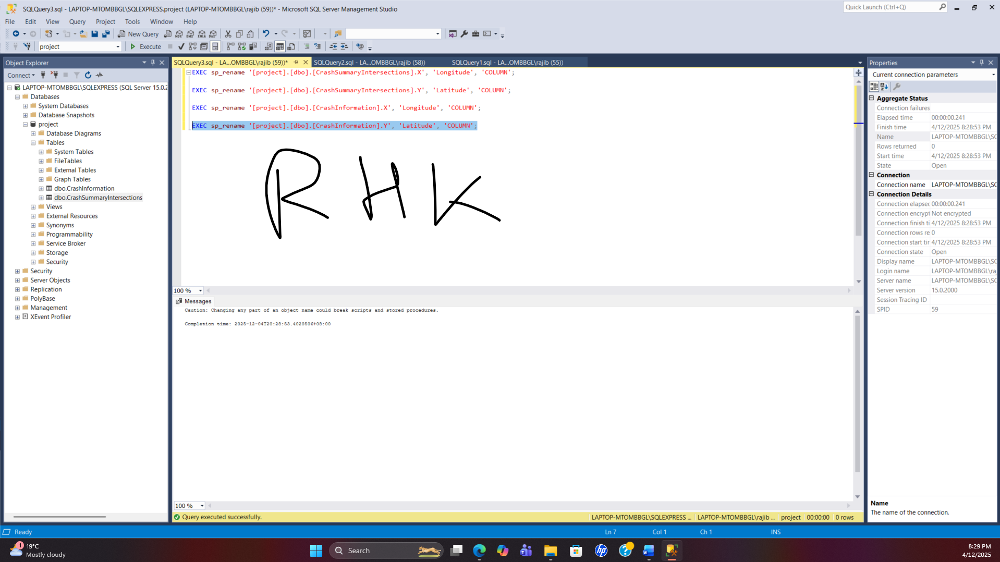 SQLQuery3.sql - LAPTOP-MTOMBBGL\SQLEXPRESS.project (LAPTOP-MTOMBBGL\rajib (59))* - Microsoft SQL Server Management Studio
Quick Launch (Ctrl+Q)
File Edit View Query Project Tools Window Help
New Query
project
Execute
Object Explorer
Connect
LAPTOP-MTOMBBGL\SQLEXPRESS (SQL Server 15.0.2
Databases
System Databases
Database Snapshots
project
Database Diagrams
Tables
System Tables
FileTables
External Tables
Graph Tables
dbo.CrashInformation
dbo.CrashSummaryIntersections
Views
External Resources
Synonyms
Programmability
Service Broker
Storage
Security
Security
Server Objects
Replication
PolyBase
Management
XEvent Profiler
SQLQuery3.sql - LA...OMBBGL\rajib (59))* SQLQuery2.sql - LA...OMBBGL\rajib (58)) SQLQuery1.sql - LA...OMBBGL\rajib (55))
EXEC sp_rename '[project].[dbo].[CrashSummaryIntersections].X', 'Longitude', 'COLUMN';
EXEC sp_rename '[project].[dbo].[CrashSummaryIntersections].Y', 'Latitude', 'COLUMN';
EXEC sp_rename '[project].[dbo].[CrashInformation].X', 'Longitude', 'COLUMN';
EXEC sp_rename '[project].[dbo].[CrashInformation].Y', 'Latitude', 'COLUMN';
R H K
100 %
Messages
Caution: Changing any part of an object name could break scripts and stored procedures.
Completion time: 2025-12-04T20:28:53.4020506+08:00
100 %
Query executed successfully. LAPTOP-MTOMBBGL\SQLEXPRESS ... LAPTOP-MTOMBBGL\rajib ... project 00:00:00 0 rows
Properties
Current connection parameters
Aggregate Status
Connection failures
Elapsed time 00:00:00.241
Finish time 4/12/2025 8:28:53 PM
Name LAPTOP-MTOMBBGL\SC
Rows returned 0
Start time 4/12/2025 8:28:53 PM
State Open
Connection
Connection name LAPTOP-MTOMBBGL\SC
Connection Details
Connection elapsec 00:00:00.241
Connection encrypt Not encrypted
Connection finish ti 4/12/2025 8:28:53 PM
Connection rows re 0
Connection start tir 4/12/2025 8:28:53 PM
Connection state Open
Display name LAPTOP-MTOMBBGL\SC
Login name LAPTOP-MTOMBBGL\ra
Server name LAPTOP-MTOMBBGL\SC
Server version 15.0.2000
Session Tracing ID
SPID 59
Name
The name of the connection.
Ready Ln 7 Col 1 Ch 1 INS
1
19°C
Mostly cloudy
Search
8:29 PM
4/12/2025